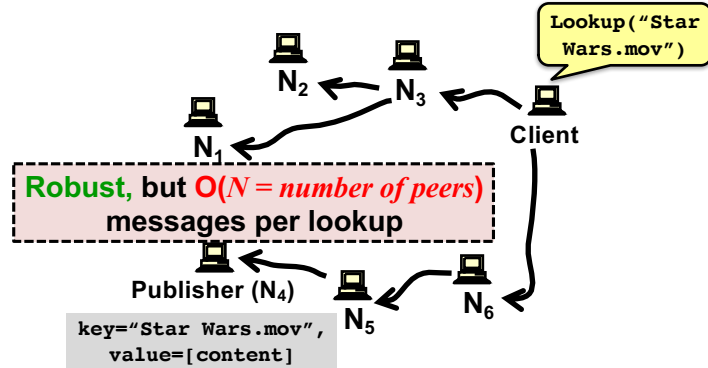 Lookup(“Star
Wars.mov”)
N₂
N₃
Client
N₁
Robust, but O(N = number of peers)
messages per lookup
Publisher (N₄)
N₅
N₆
key=“Star Wars.mov”,
value=[content]